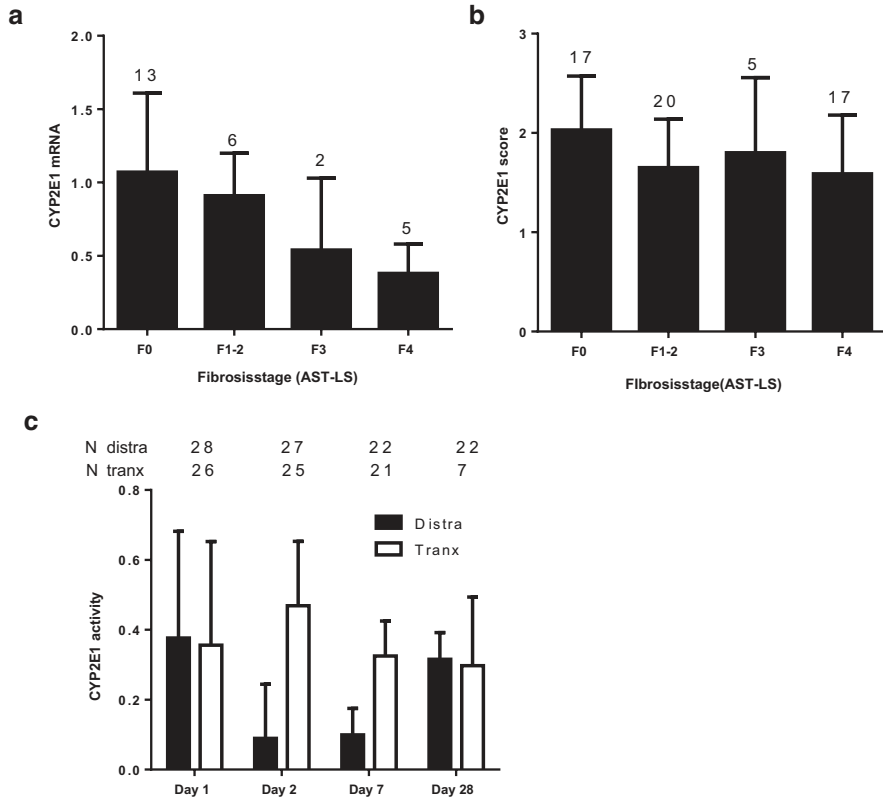 a
2.0
1.5
1.0
0.5
0.0
CYP2E1 mRNA
13
6
2
5
F0 F1-2 F3 F4
Fibrosisstage (AST-LS)
b
3
2
1
0
CYP2E1 score
17
20
5
17
F0 F1-2 F3 F4
FIbrosisstage(AST-LS)
c
N distra 28 27 22 22
N tranx 26 25 21 7
0.8
0.6
0.4
0.2
0.0
CYP2E1 activity
Distra
Tranx
Day 1 Day 2 Day 7 Day 28